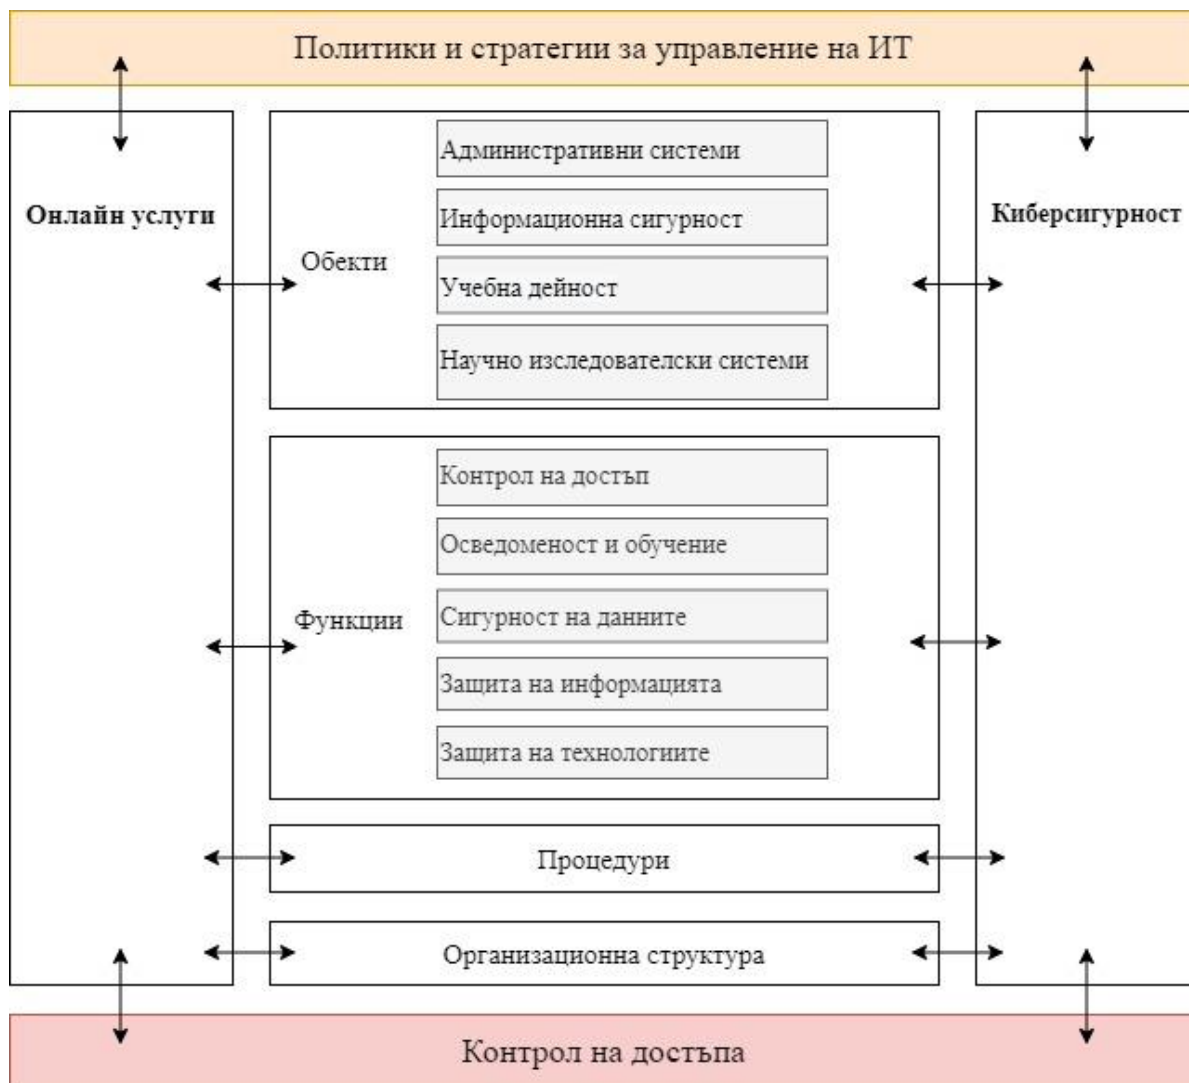 Политики и стратегии за управление на ИТ
Онлайн услуги
Обекти
Административни системи
Информационна сигурност
Учебна дейност
Научно изследователски системи
Киберсигурност
Функции
Контрол на достъп
Осведоменост и обучение
Сигурност на данните
Защита на информацията
Защита на технологиите
Процедури
Организационна структура
Контрол на достъпа